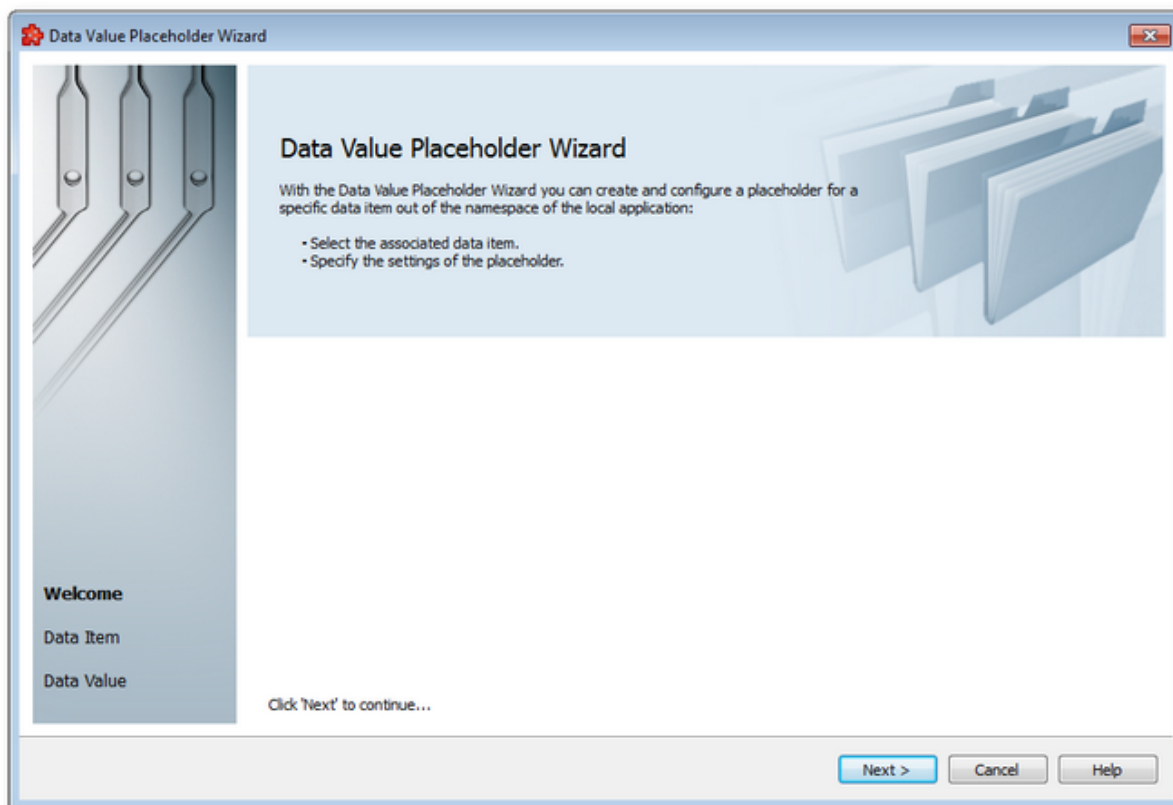 Data Value Placeholder Wizard
Data Value Placeholder Wizard
With the Data Value Placeholder Wizard you can create and configure a placeholder for a
specific data item out of the namespace of the local application:
• Select the associated data item.
• Specify the settings of the placeholder.
Welcome
Data Item
Data Value
Click 'Next' to continue...
Next >
Cancel
Help